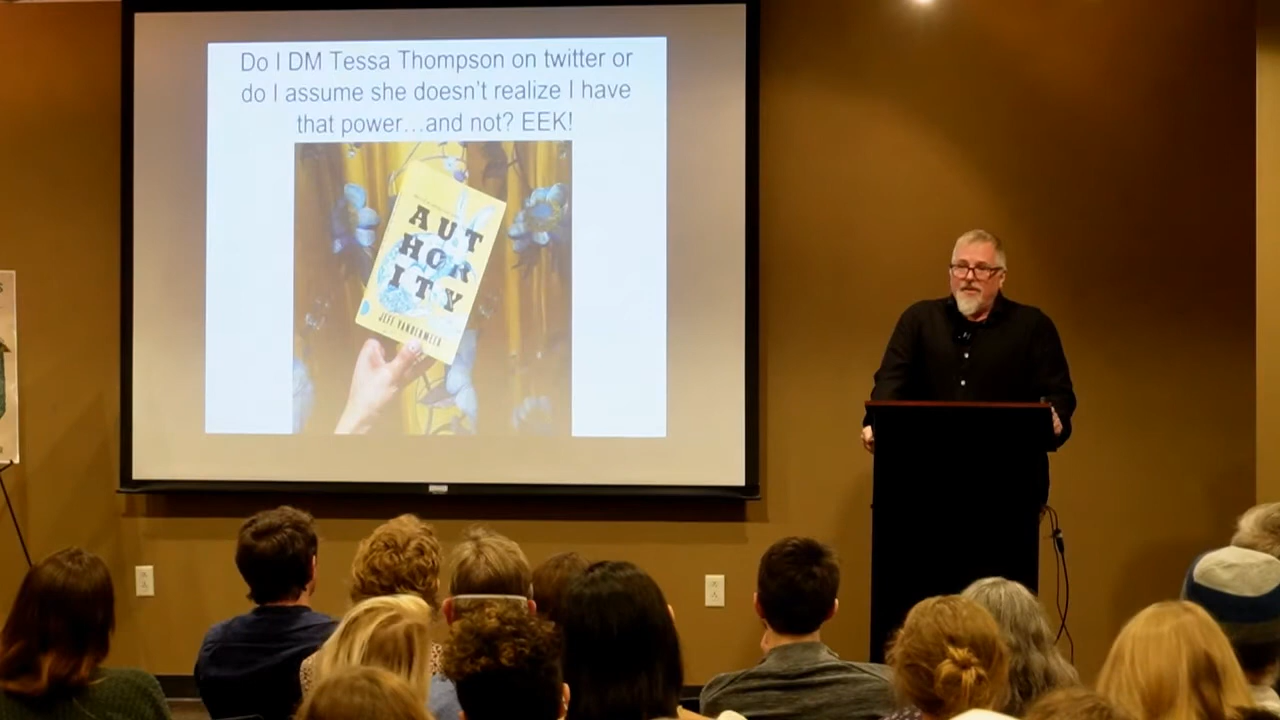 Do I DM Tessa Thompson on twitter or
do I assume she doesn't realize I have
that power...and not? EEK!
AUT
HOR
ITY
JEFF VANDERMEER